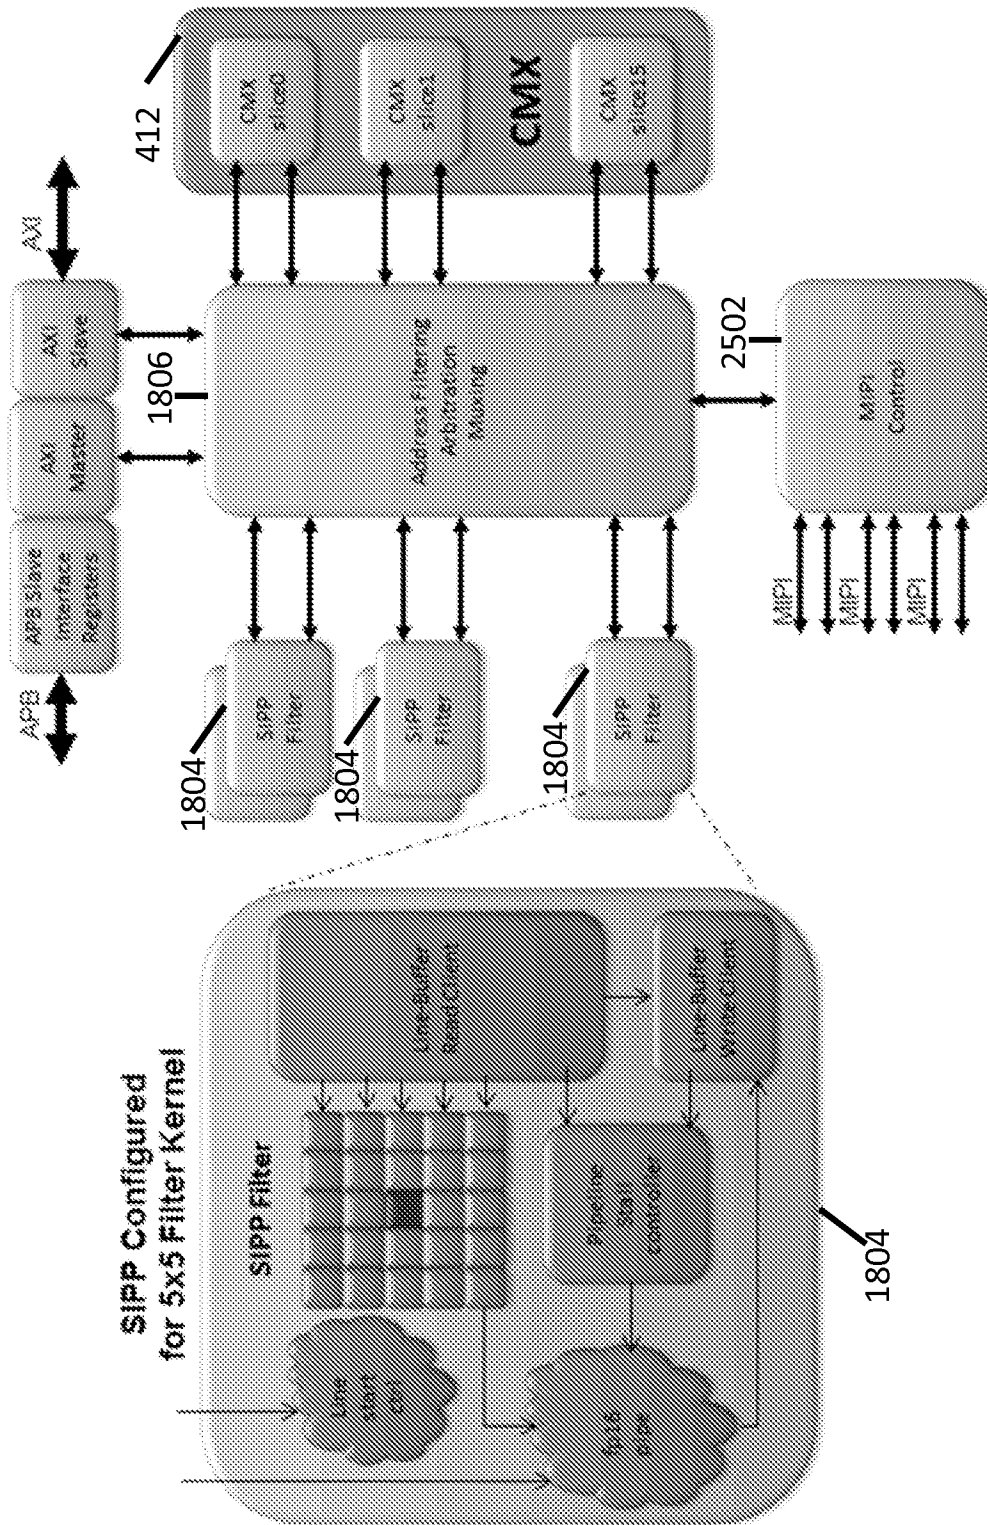 SIPP Configured
for 5x5 Filter Kernel
SIPP Filter
Line
start
ctrl
Line-Buffer
Read Client
Pipeline
Stall
controller
Line-Buffer
Write Client
1804
APB
APB Slave
Interface
Registers
AXI
Master
AXI
Slave
AXI
1804
SIPP
Filter
1804
SIPP
Filter
1804
SIPP
Filter
1806
Address Filtering
Arbitration
Muxing
412
CMX
slice0
CMX
slice1
CMX
CMX
slice15
MIPI
MIPI
MIPI
2502
MIPI
Control